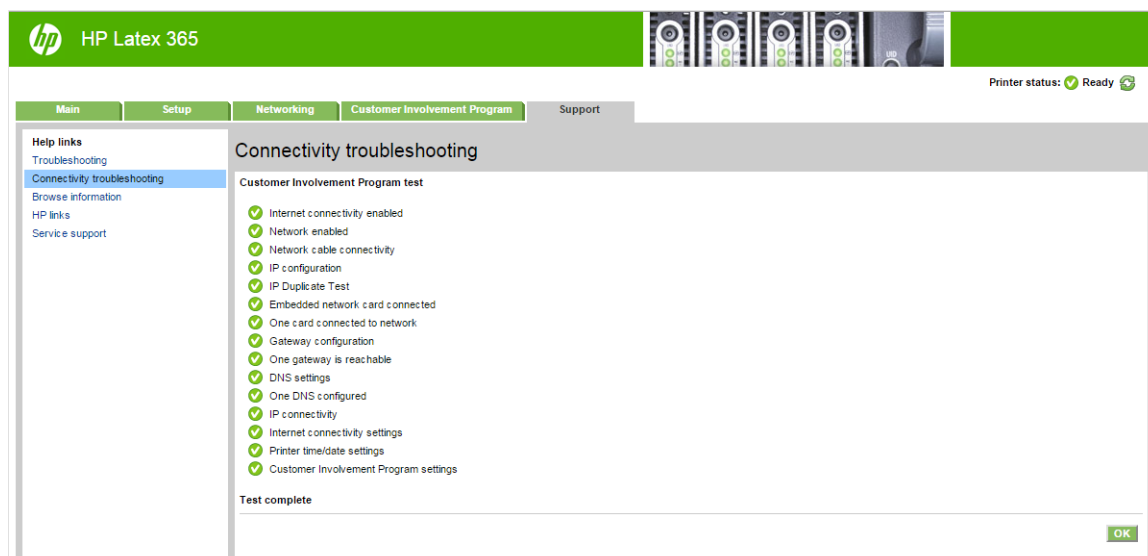 hp HP Latex 365
UID
Printer status: Ready
Main Setup Networking Customer Involvement Program Support
Help links
Troubleshooting
Connectivity troubleshooting
Browse information
HP links
Service support
Connectivity troubleshooting
Customer Involvement Program test
Internet connectivity enabled
Network enabled
Network cable connectivity
IP configuration
IP Duplicate Test
Embedded network card connected
One card connected to network
Gateway configuration
One gateway is reachable
DNS settings
One DNS configured
IP connectivity
Internet connectivity settings
Printer time/date settings
Customer Involvement Program settings
Test complete
OK